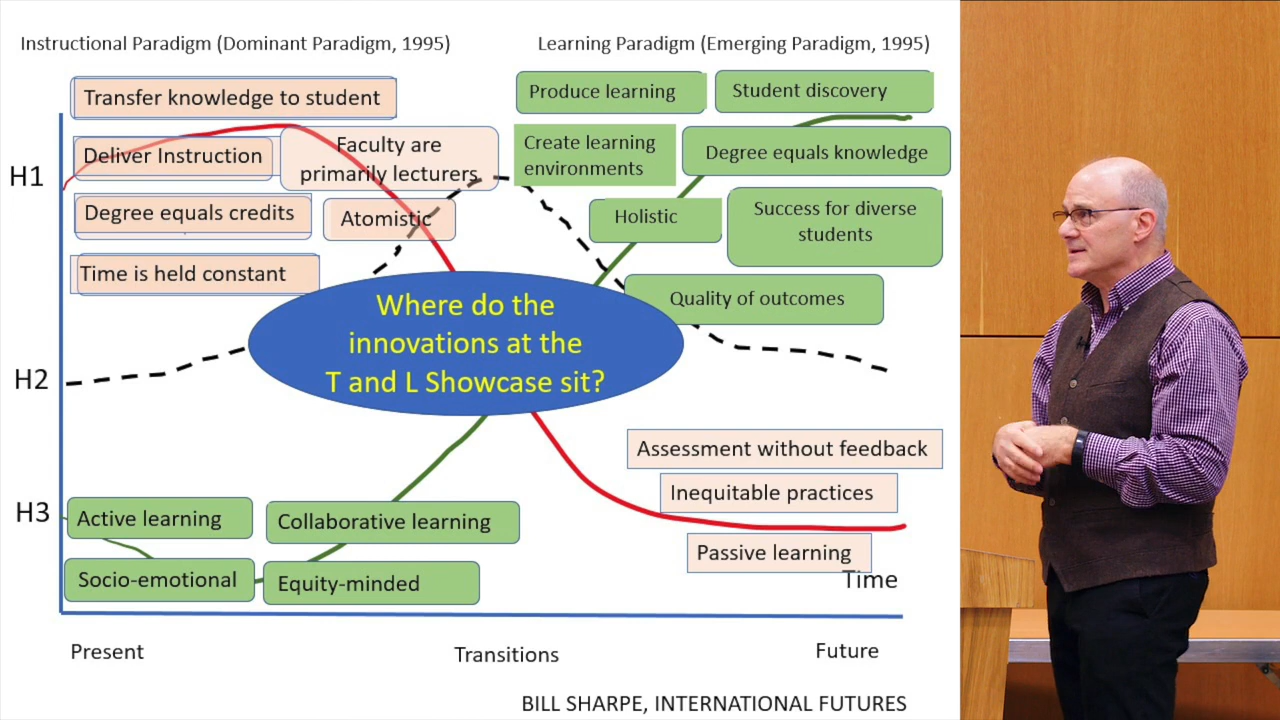 Instructional Paradigm (Dominant Paradigm, 1995)
Learning Paradigm (Emerging Paradigm, 1995)
Transfer knowledge to student
Deliver Instruction
Faculty are
primarily lecturers
Degree equals credits
Atomistic
Time is held constant
Produce learning
Student discovery
Create learning
environments
Degree equals knowledge
Holistic
Success for diverse
students
Quality of outcomes
H1
H2
H3
Where do the
innovations at the
T and L Showcase sit?
Assessment without feedback
Inequitable practices
Passive learning
Active learning
Collaborative learning
Socio-emotional
Equity-minded
Time
Present
Transitions
Future
BILL SHARPE, INTERNATIONAL FUTURES